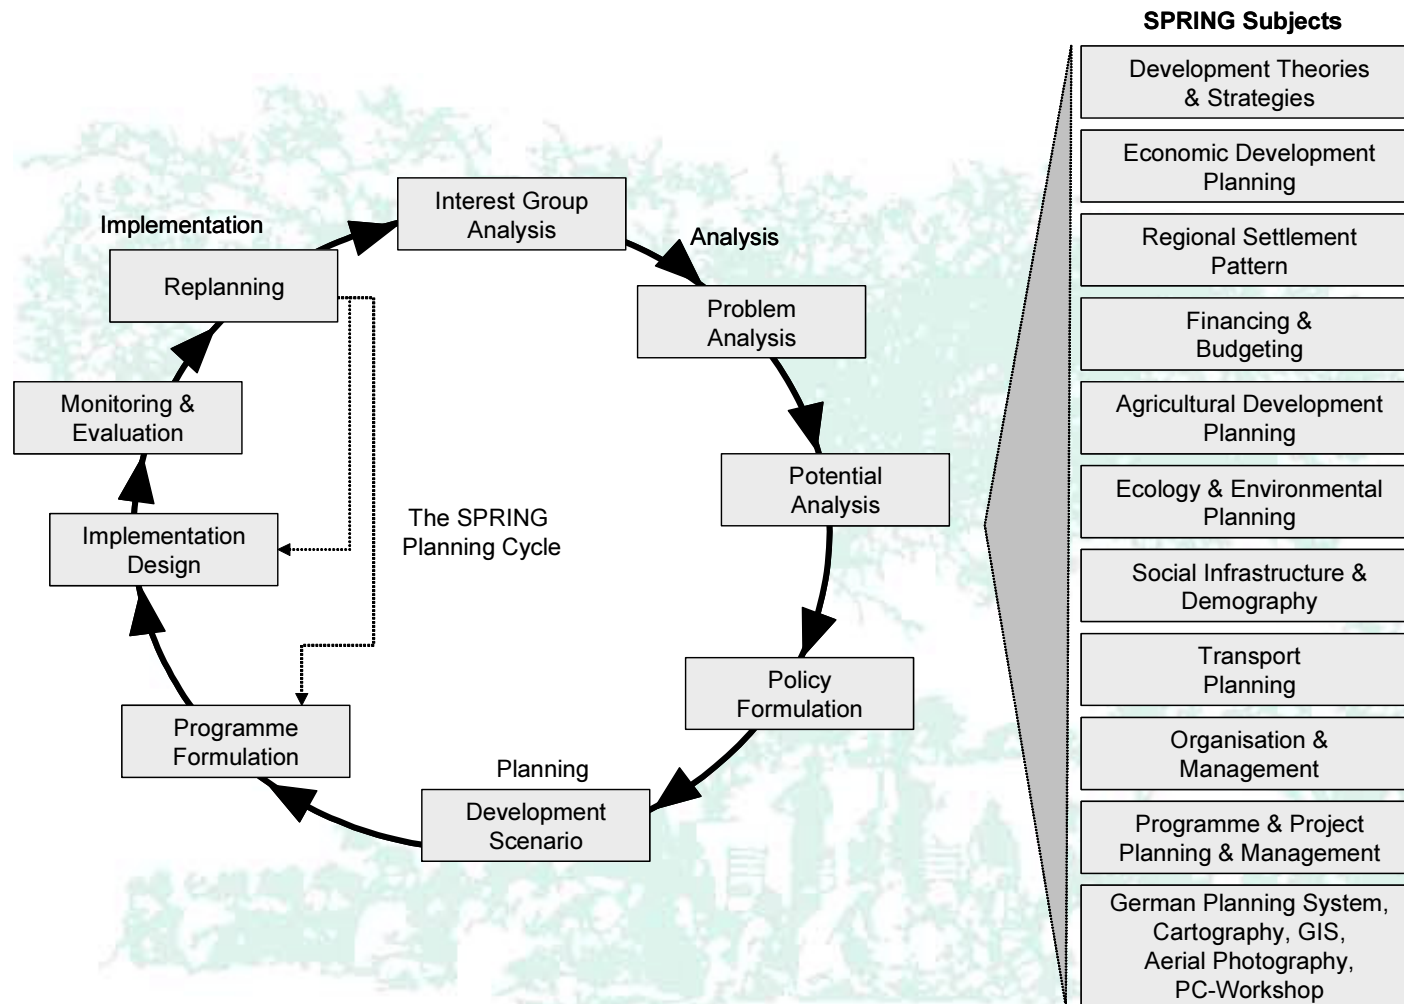 SPRING Subjects
Development Theories
& Strategies
Economic Development
Planning
Regional Settlement
Pattern
Financing &
Budgeting
Agricultural Development
Planning
Ecology & Environmental
Planning
Social Infrastructure &
Demography
Transport
Planning
Organisation &
Management
Programme & Project
Planning & Management
German Planning System,
Cartography, GIS,
Aerial Photography,
PC-Workshop
Implementation
Interest Group
Analysis
Analysis
Replanning
Problem
Analysis
Monitoring &
Evaluation
Potential
Analysis
The SPRING
Planning Cycle
Implementation
Design
Policy
Formulation
Programme
Formulation
Planning
Development
Scenario